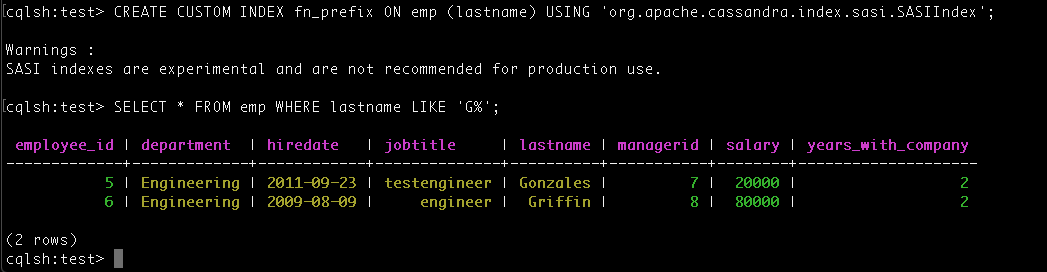 cqlsh:test> CREATE CUSTOM INDEX fn_prefix ON emp (lastname) USING 'org.apache.cassandra.index.sasi.SASIIndex';
Warnings :
SASI indexes are experimental and are not recommended for production use.
cqlsh:test> SELECT * FROM emp WHERE lastname LIKE 'G%';
employee_id | department | hiredate | jobtitle | lastname | managerid | salary | years_with_company
-------------+-------------+------------+--------------+-----------+-----------+--------+--------------------
5 | Engineering | 2011-09-23 | testengineer | Gonzales | 7 | 20000 | 2
6 | Engineering | 2009-08-09 | engineer | Griffin | 8 | 80000 | 2
(2 rows)
cqlsh:test>